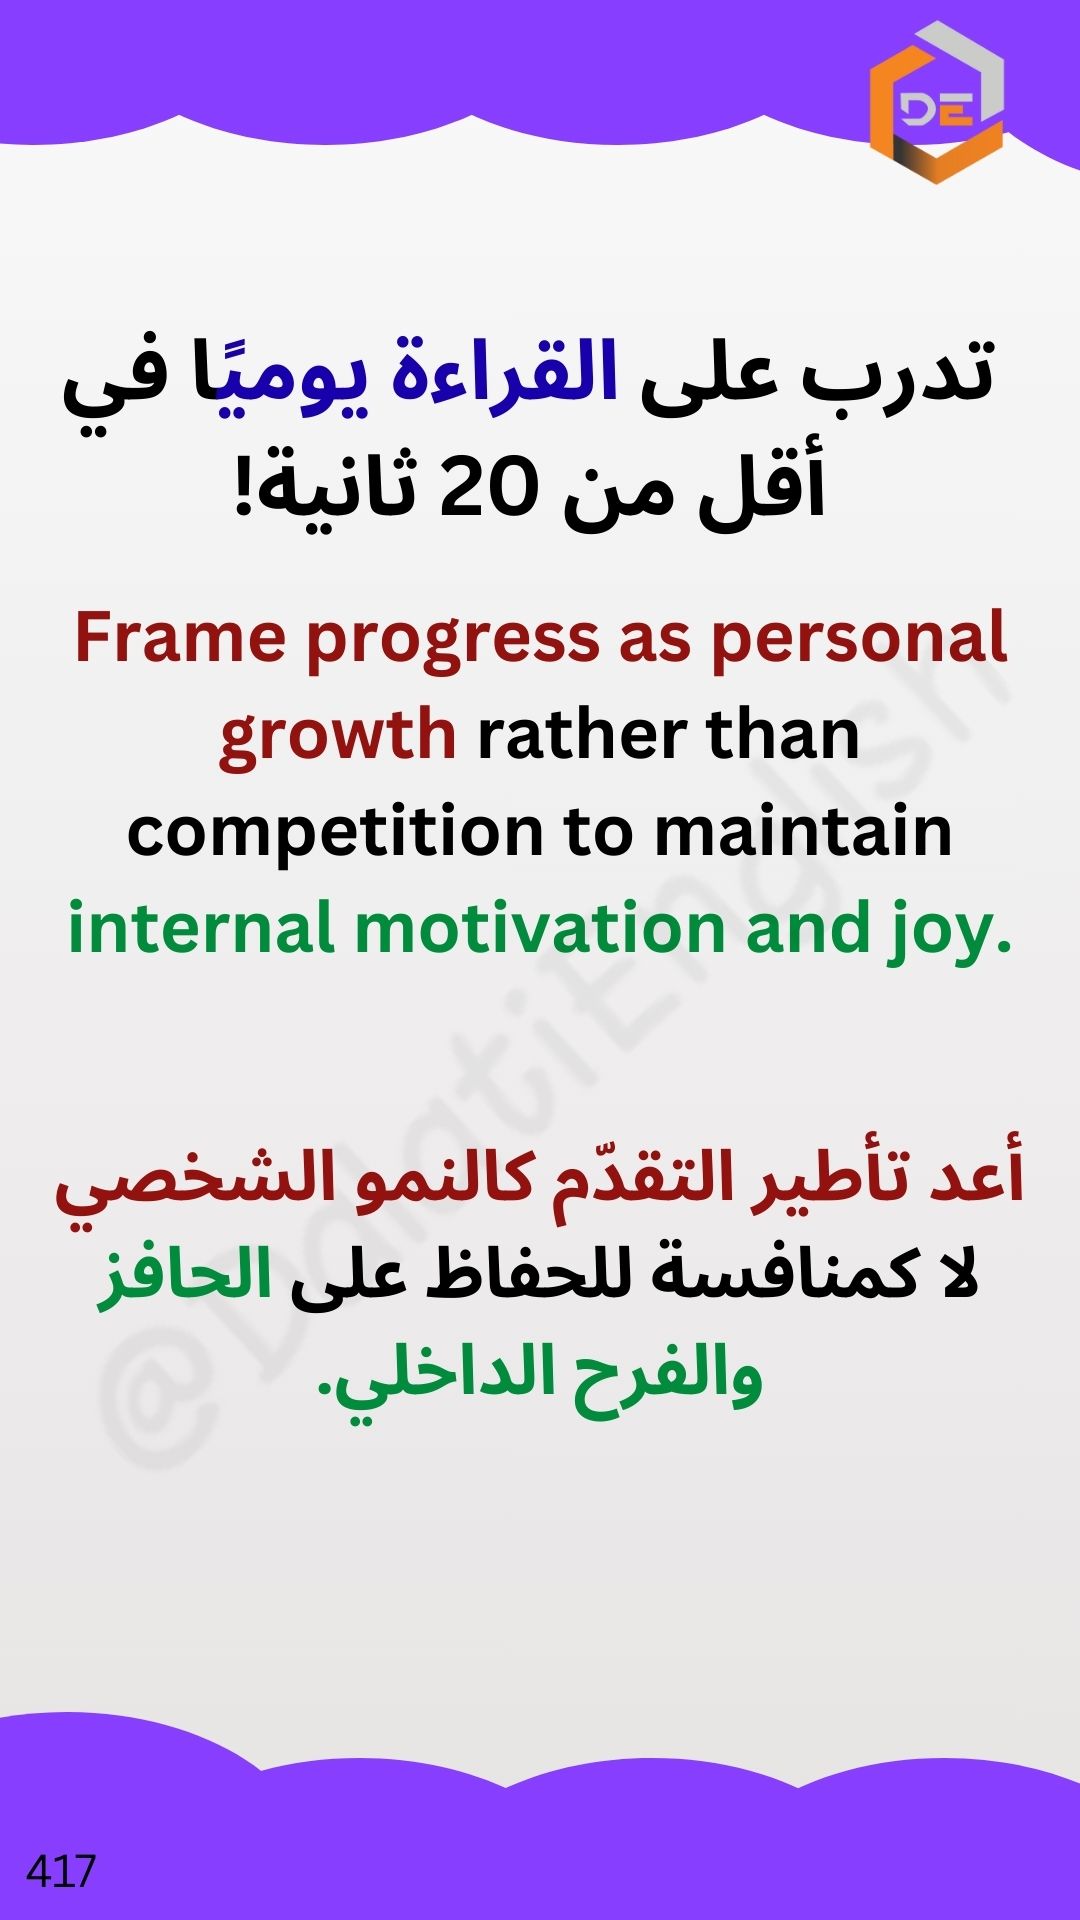 DE
تدرب على القراءة يوميًا في
أقل من 20 ثانية!
Frame progress as personal
growth rather than
competition to maintain
internal motivation and joy.
أعد تأطير التقدّم كالنمو الشخصي
لا كمنافسة للحفاظ على الحافز
والفرح الداخلي.
@DalatiEnglish
417